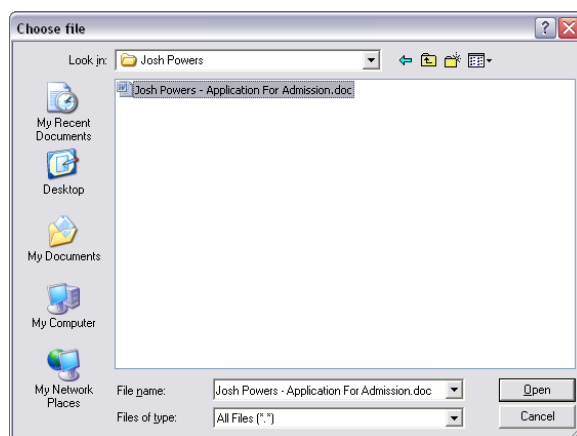 Choose file
Look in: Josh Powers
Josh Powers - Application For Admission.doc
My Recent
Documents
Desktop
My Documents
My Computer
My Network
Places
File name: Josh Powers - Application For Admission.doc Open
Files of type: All Files (*.*) Cancel